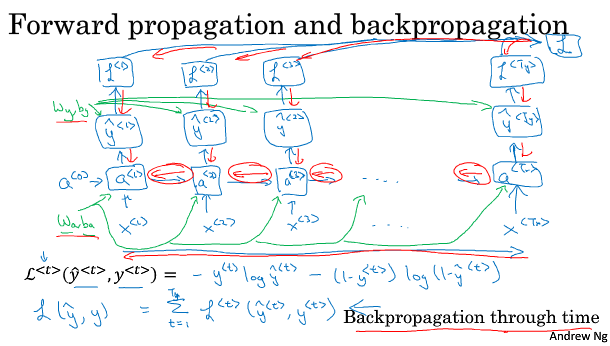 Forward propagation and backpropagation
ℒ
ℒ^<1> ℒ^<2> ℒ^<3> ℒ^<Ty>
Wy, by
ŷ^<1> ŷ^<2> ŷ^<3> ŷ^<Ty>
a^<0> → a^<1> a^<2> a^<3> .... a^<Tx>
Wa, ba
x^<1> x^<2> x^<3> .... x^<Tx>
ℒ^<t>(ŷ^<t>, y^<t>) = - y^<t> log ŷ^<t> - (1-y^<t>) log (1-ŷ^<t>)
ℒ(ŷ, y) = Σ_{t=1}^{Ty} ℒ^<t>(ŷ^<t>, y^<t>) ←
Backpropagation through time
Andrew Ng